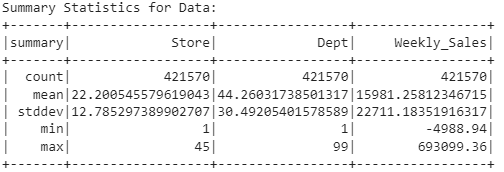 Summary Statistics for Data:
+-------+------------------+-----------------+-----------------+
|summary|             Store|             Dept|     Weekly_Sales|
+-------+------------------+-----------------+-----------------+
|  count|            421570|           421570|           421570|
|   mean|22.200545579619043|44.26031738501317|15981.25812346715|
| stddev|12.785297389902707|30.49205401578589|22711.18351916317|
|    min|                 1|                1|         -4988.94|
|    max|                45|               99|        693099.36|
+-------+------------------+-----------------+-----------------+